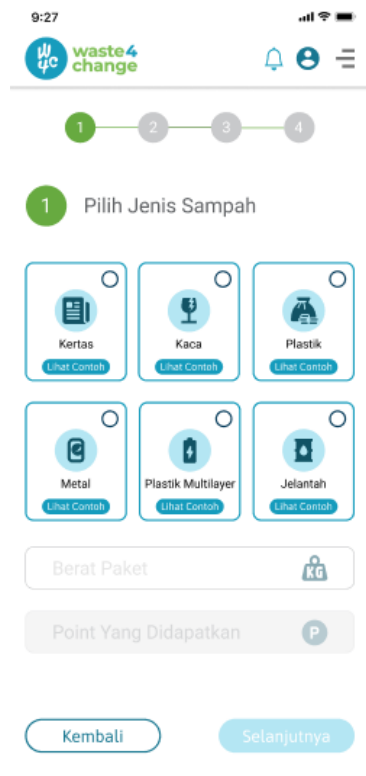 9:27
waste4
change
1
2
3
4
1 Pilih Jenis Sampah
Kertas
Lihat Contoh
Kaca
Lihat Contoh
Plastik
Lihat Contoh
Metal
Lihat Contoh
Plastik Multilayer
Lihat Contoh
Jelantah
Lihat Contoh
Berat Paket KG
Point Yang Didapatkan P
Kembali
Selanjutnya